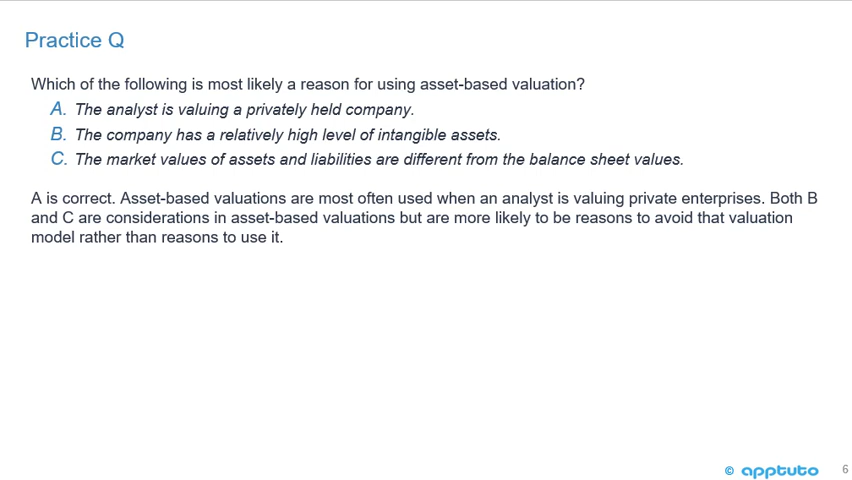 Practice Q
Which of the following is most likely a reason for using asset-based valuation?
A. The analyst is valuing a privately held company.
B. The company has a relatively high level of intangible assets.
C. The market values of assets and liabilities are different from the balance sheet values.
A is correct. Asset-based valuations are most often used when an analyst is valuing private enterprises. Both B
and C are considerations in asset-based valuations but are more likely to be reasons to avoid that valuation
model rather than reasons to use it.
© apptuto 6